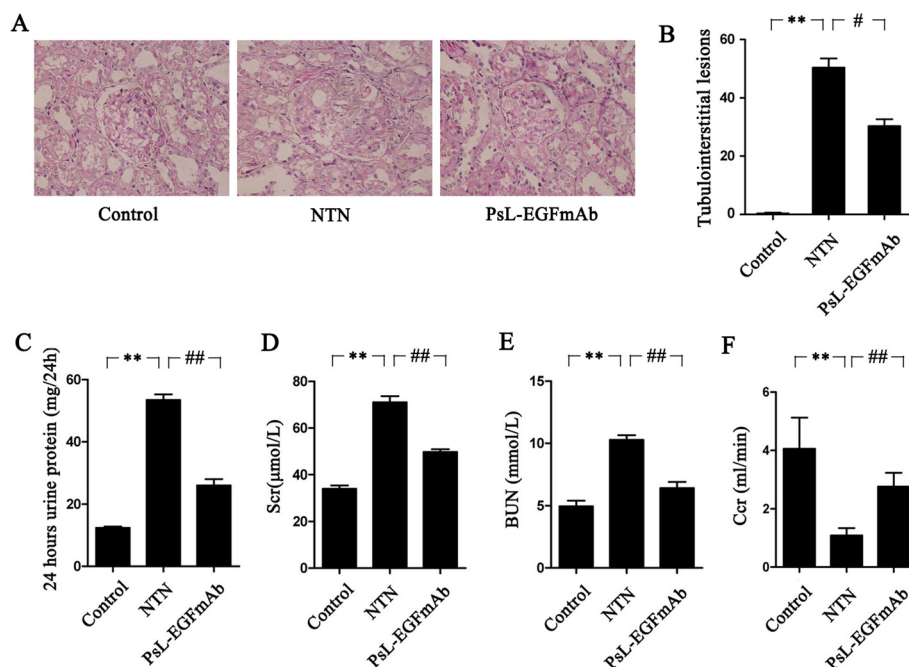 A
Control
NTN
PsL-EGFmAb
B
** #
Tubulointerstitial lesions
60
40
20
0
Control
NTN
PsL-EGFmAb
C
** ##
24 hours urine protein (mg/24h)
60
40
20
0
Control
NTN
PsL-EGFmAb
D
** ##
Scr(μmol/L)
80
60
40
20
0
Control
NTN
PsL-EGFmAb
E
** ##
BUN (mmol/L)
15
10
5
0
Control
NTN
PsL-EGFmAb
F
** ##
Ccr (ml/min)
6
4
2
0
Control
NTN
PsL-EGFmAb